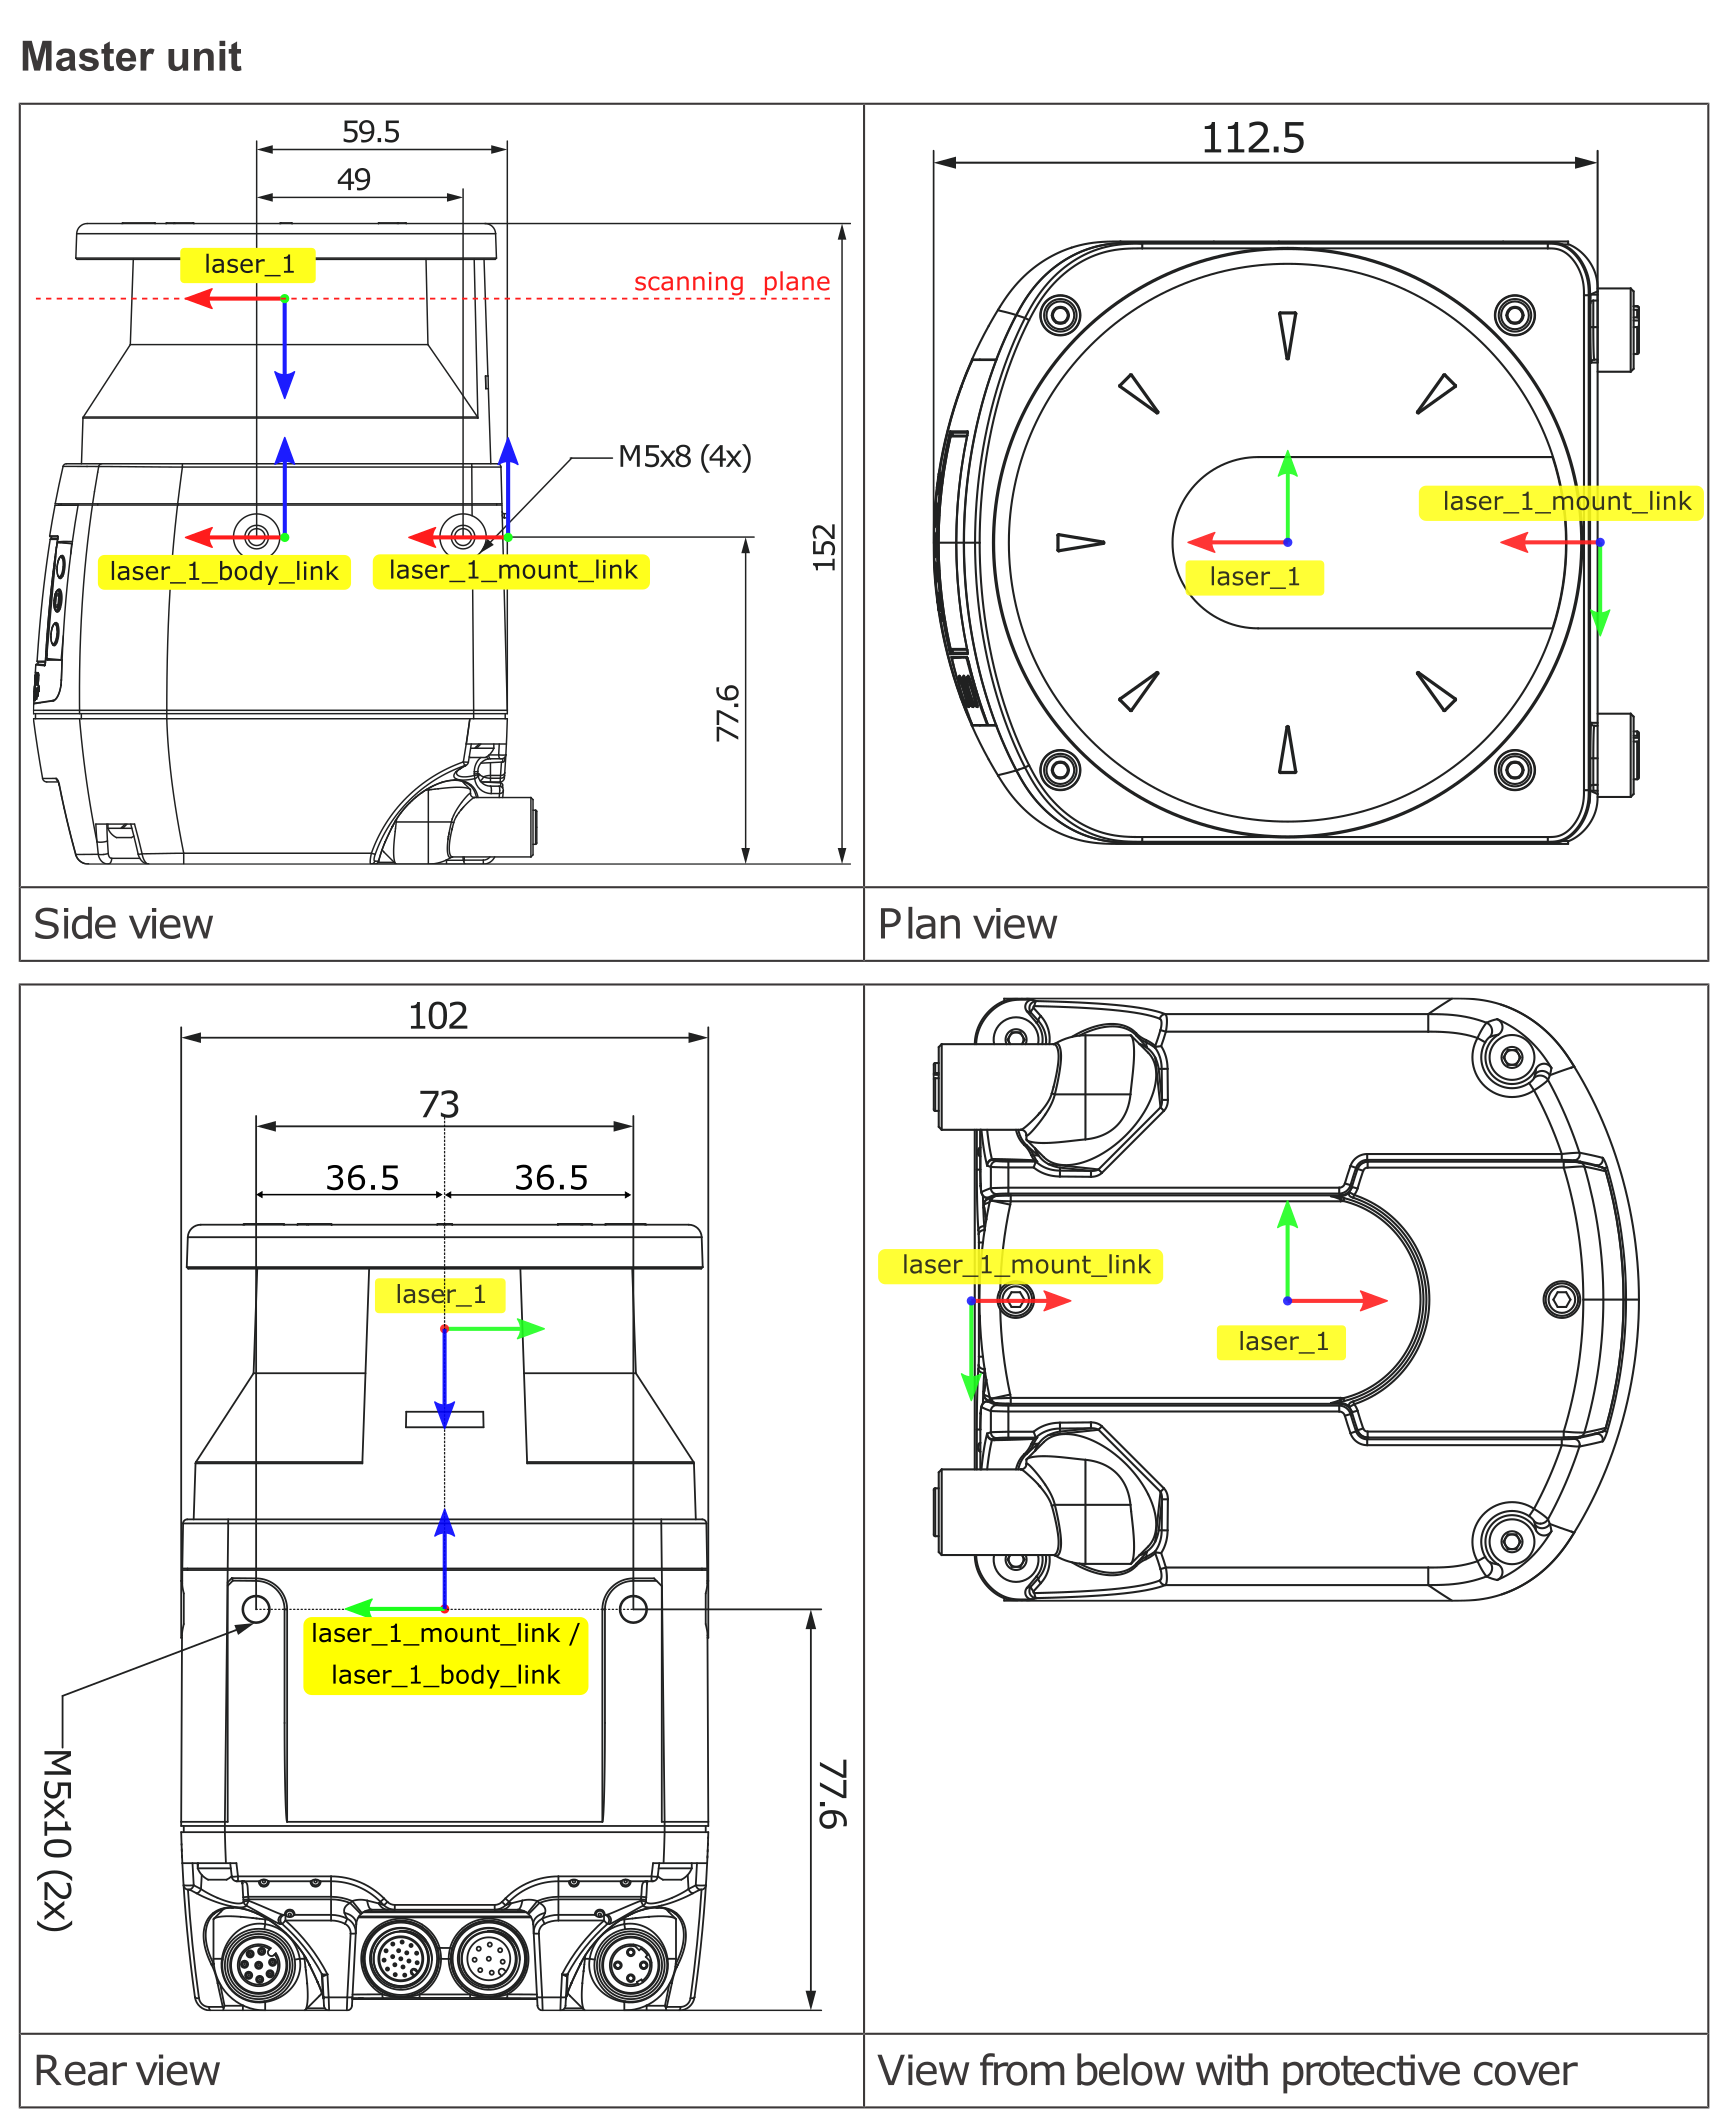 Master unit
59.5
49
laser_1
scanning plane
M5x8 (4x)
laser_1_body_link
laser_1_mount_link
152
77.6
Side view
112.5
laser_1_mount_link
laser_1
Plan view
102
73
36.5
36.5
laser_1
laser_1_mount_link /
laser_1_body_link
M5x10 (2x)
77.6
Rear view
laser_1_mount_link
laser_1
View from below with protective cover